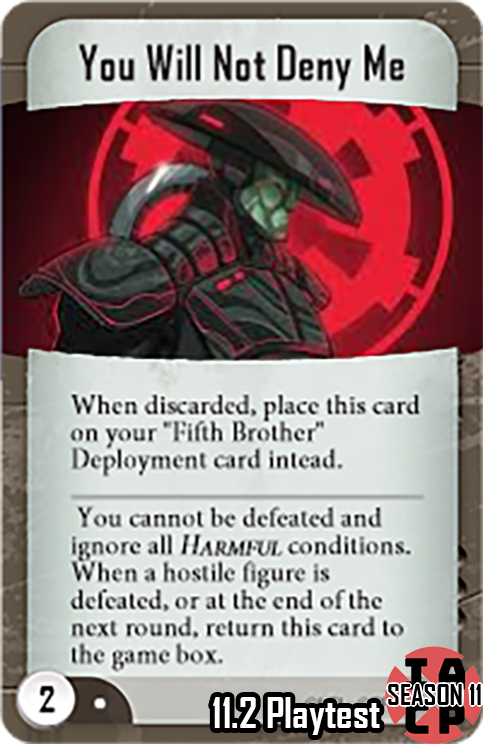 You Will Not Deny Me
When discarded, place this card
on your "Fifth Brother"
Deployment card intead.
You cannot be defeated and
ignore all HARMFUL conditions.
When a hostile figure is
defeated, or at the end of the
next round, return this card to
the game box.
2
11.2 Playtest
IA
SEASON 11
CP